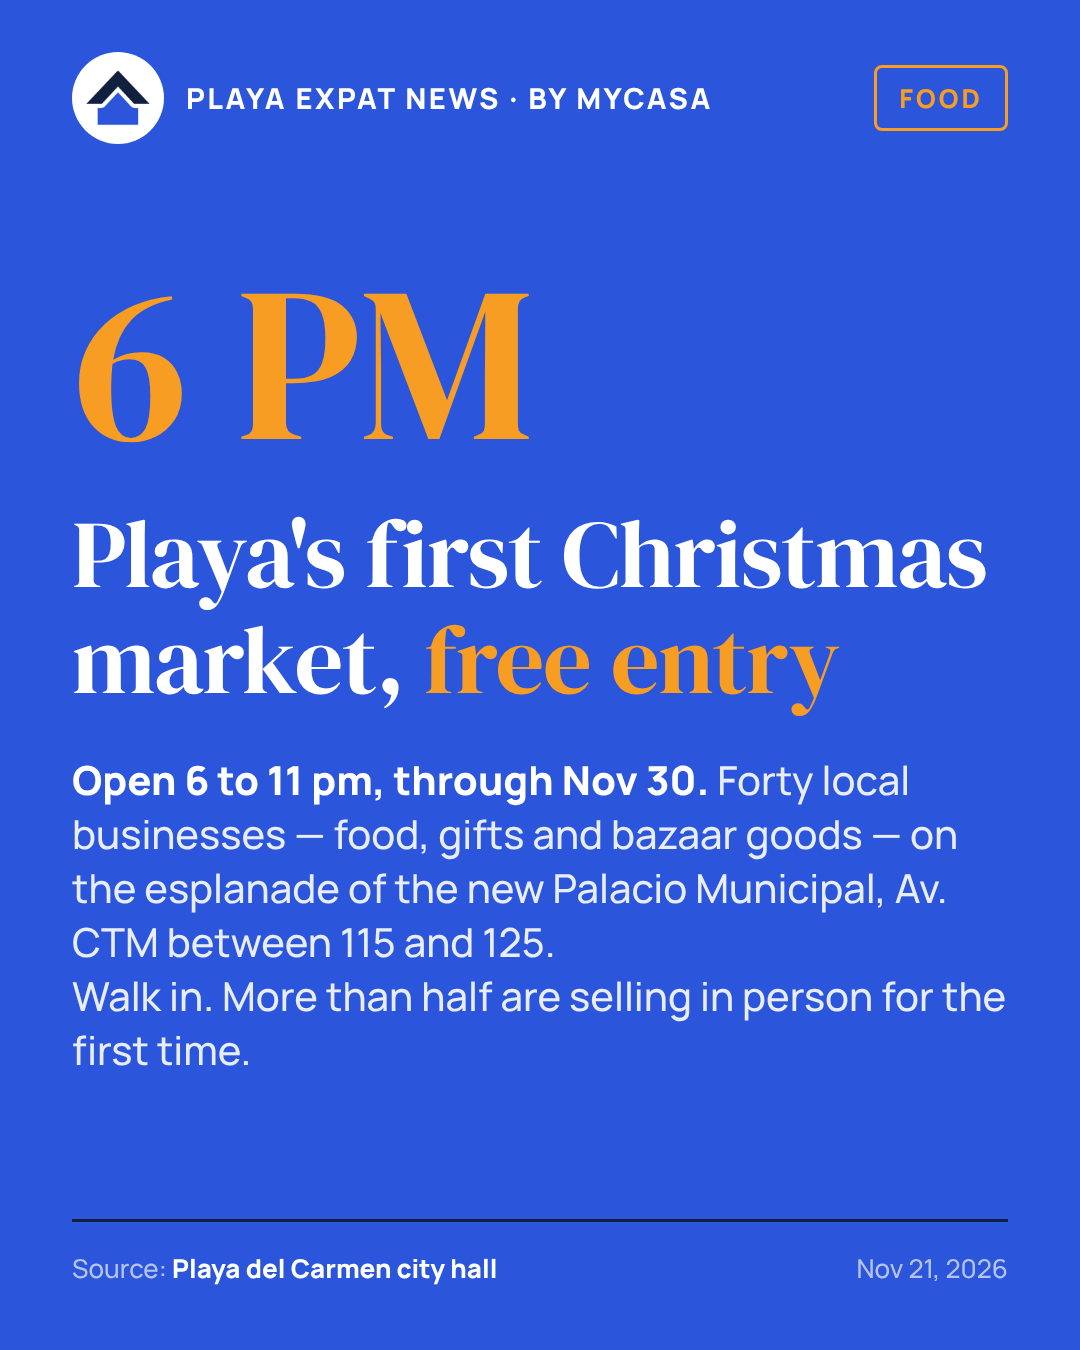 PLAYA EXPAT NEWS · BY MYCASA
FOOD
6 PM
Playa's first Christmas
market, free entry
Open 6 to 11 pm, through Nov 30. Forty local
businesses — food, gifts and bazaar goods — on
the esplanade of the new Palacio Municipal, Av.
CTM between 115 and 125.
Walk in. More than half are selling in person for the
first time.
Source: Playa del Carmen city hall
Nov 21, 2026